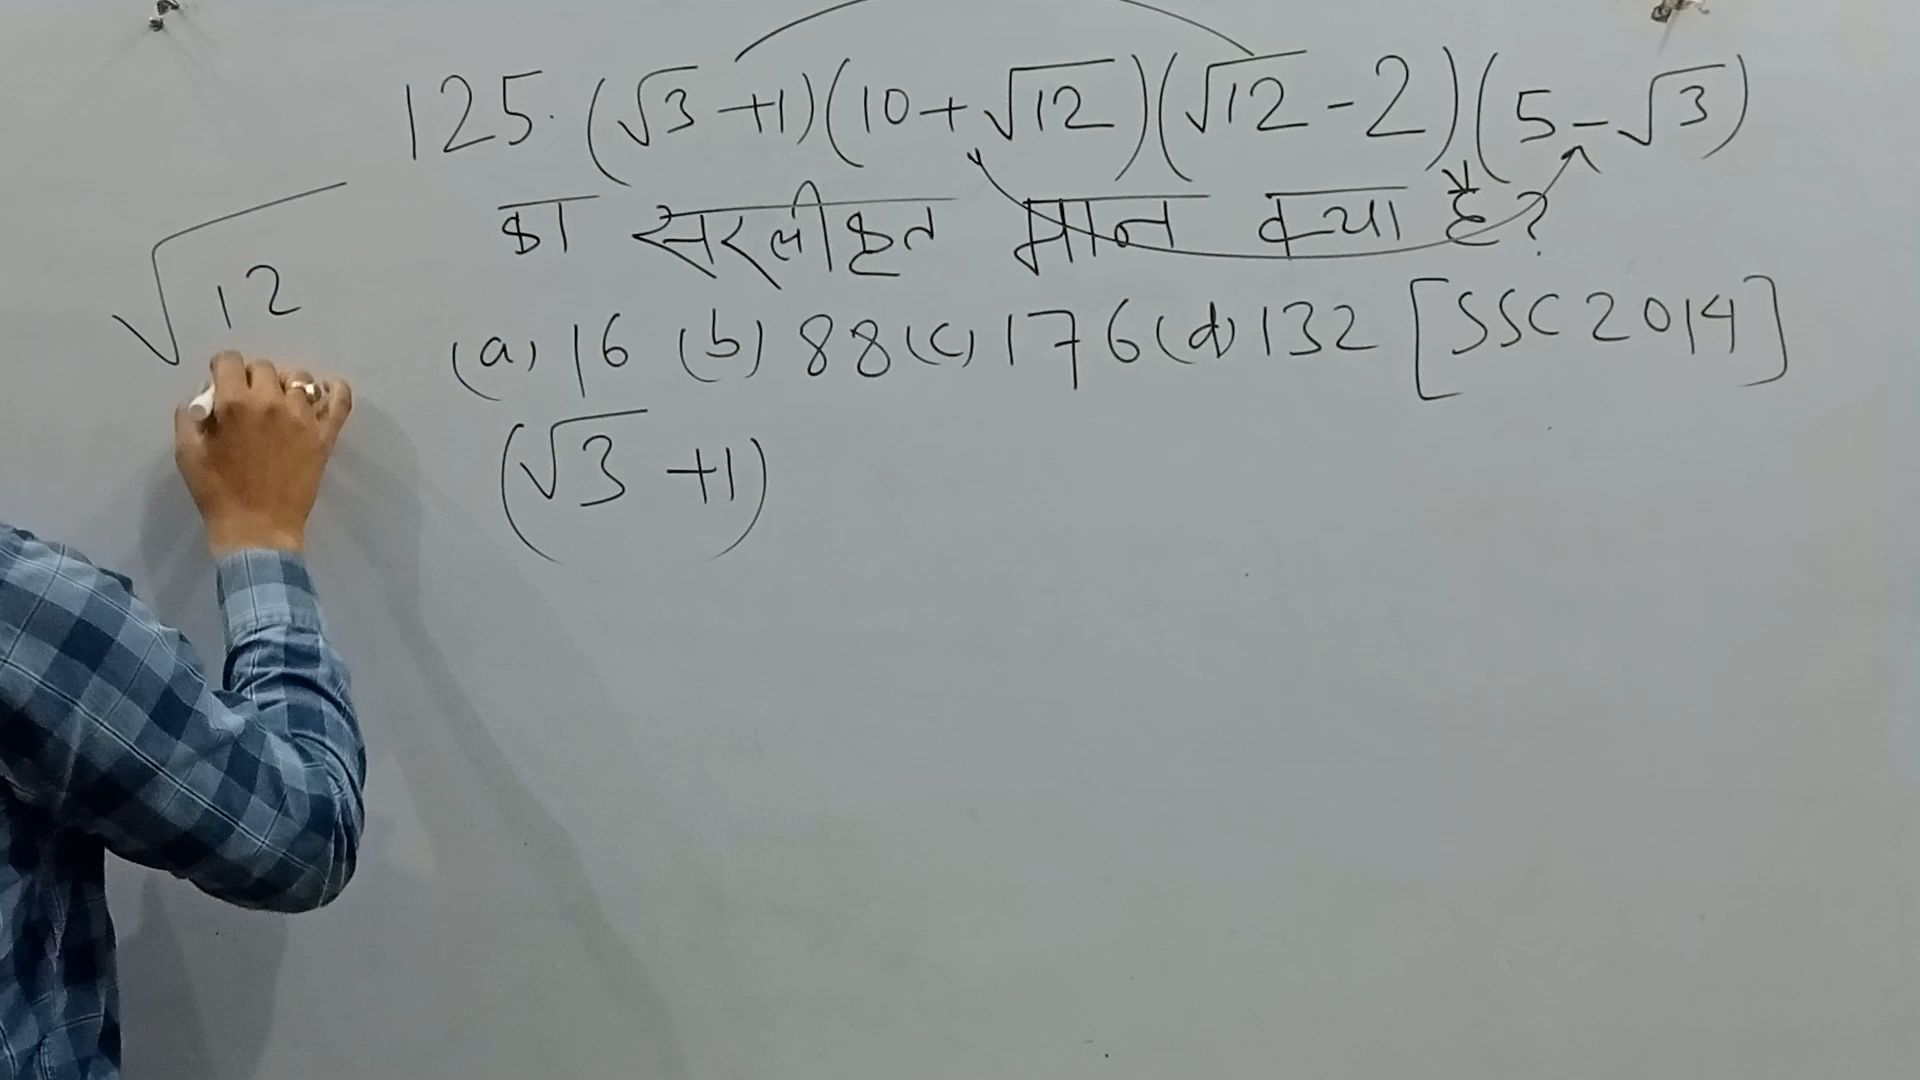 125. (√3+1)(10+√12)(√12-2)(5-√3)
का सरलीकृत मान क्या है?
(a) 16 (b) 88 (c) 176 (d) 132 [SSC 2014]
√12
(√3+1)